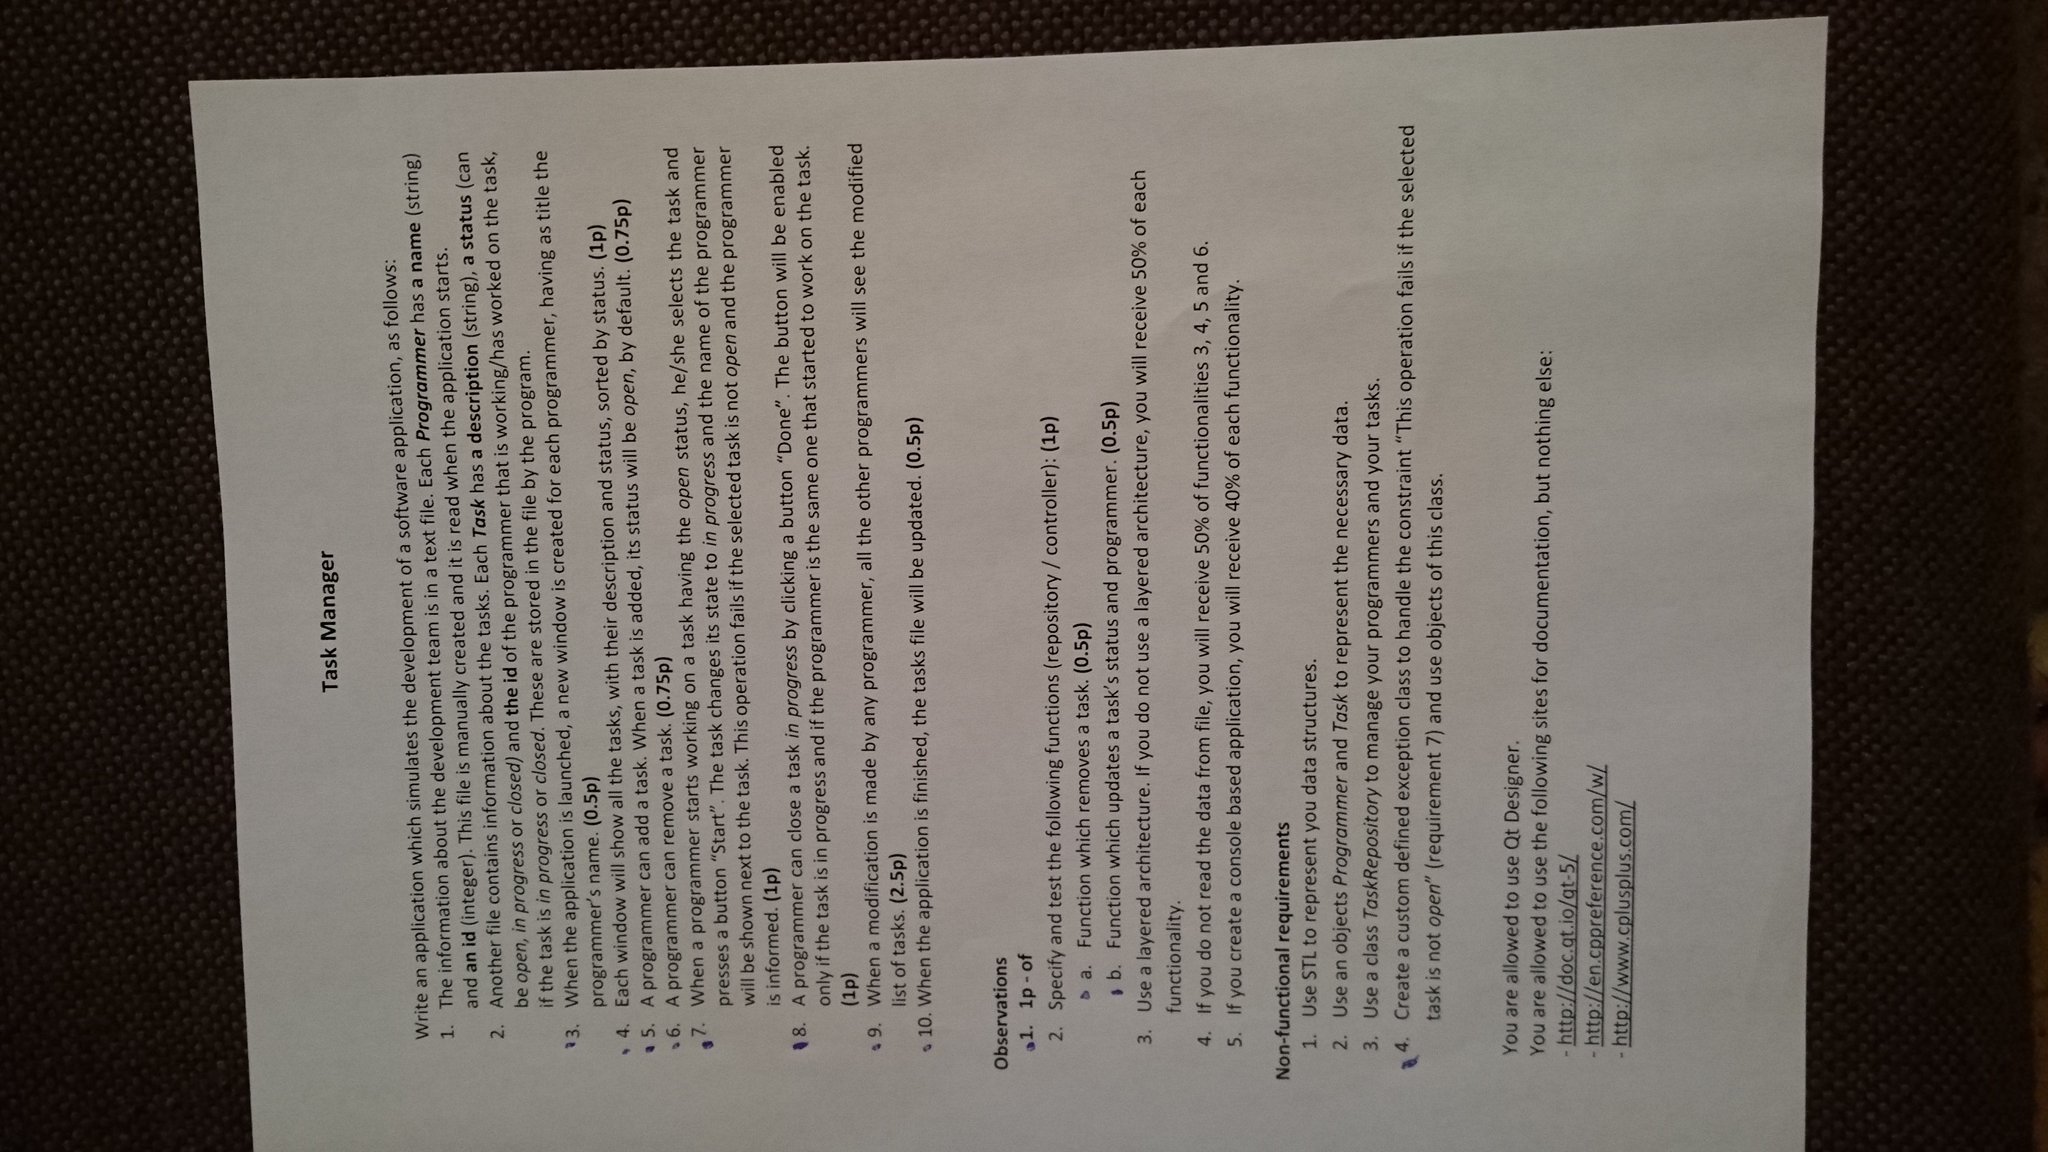 Task Manager
Write an application which simulates the development of a software application, as follows:
1. The information about the development team is in a text file. Each Programmer has a name (string)
and an id (integer). This file is manually created and it is read when the application starts.
2. Another file contains information about the tasks. Each Task has a description (string), a status (can
be open, in progress or closed) and the id of the programmer that is working/has worked on the task,
if the task is in progress or closed. These are stored in the file by the program.
3. When the application is launched, a new window is created for each programmer, having as title the
programmer's name. (0.5p)
4. Each window will show all the tasks, with their description and status, sorted by status. (1p)
5. A programmer can add a task. When a task is added, its status will be open, by default. (0.75p)
6. A programmer can remove a task. (0.75p)
7. When a programmer starts working on a task having the open status, he/she selects the task and
presses a button “Start”. The task changes its state to in progress and the name of the programmer
will be shown next to the task. This operation fails if the selected task is not open and the programmer
is informed. (1p)
8. A programmer can close a task in progress by clicking a button “Done”. The button will be enabled
only if the task is in progress and if the programmer is the same one that started to work on the task.
(1p)
9. When a modification is made by any programmer, all the other programmers will see the modified
list of tasks. (2.5p)
10. When the application is finished, the tasks file will be updated. (0.5p)
Observations
1. 1p - of
2. Specify and test the following functions (repository / controller): (1p)
a. Function which removes a task. (0.5p)
b. Function which updates a task's status and programmer. (0.5p)
3. Use a layered architecture. If you do not use a layered architecture, you will receive 50% of each
functionality.
4. If you do not read the data from file, you will receive 50% of functionalities 3, 4, 5 and 6.
5. If you create a console based application, you will receive 40% of each functionality.
Non-functional requirements
1. Use STL to represent you data structures.
2. Use an objects Programmer and Task to represent the necessary data.
3. Use a class TaskRepository to manage your programmers and your tasks.
4. Create a custom defined exception class to handle the constraint “This operation fails if the selected
task is not open” (requirement 7) and use objects of this class.
You are allowed to use Qt Designer.
You are allowed to use the following sites for documentation, but nothing else:
- http://doc.qt.io/qt-5/
- http://en.cppreference.com/w/
- http://www.cplusplus.com/